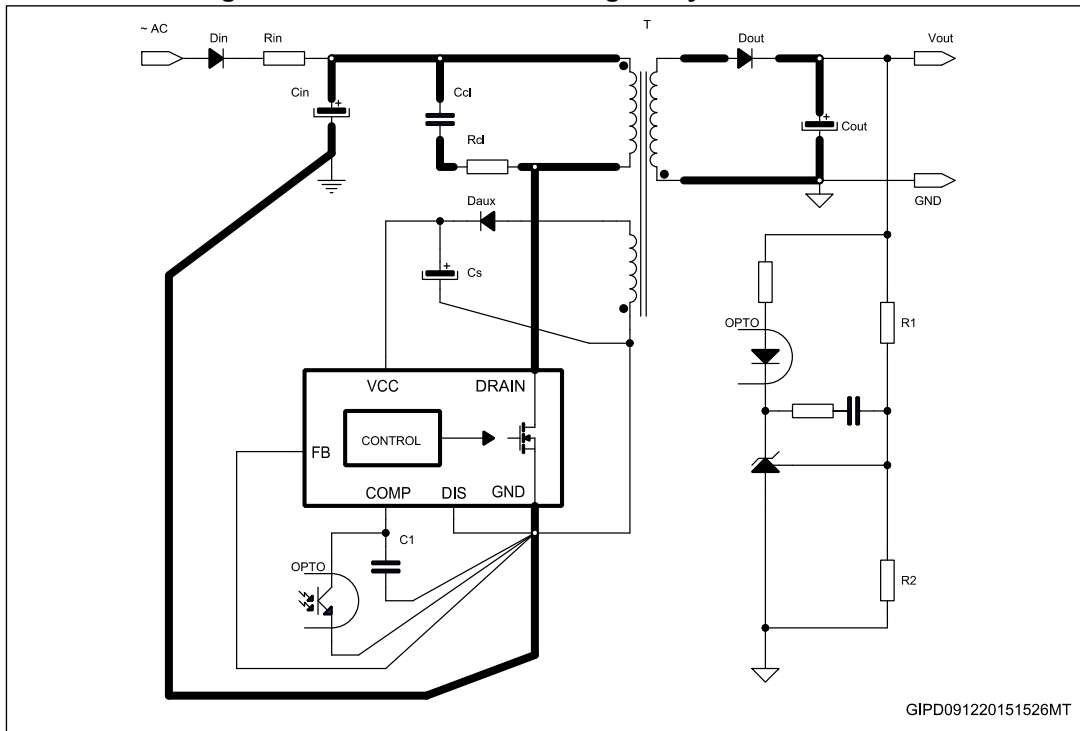 ~ AC
Din
Rin
T
Dout
Vout
Cin
+
Ccl
+
Cout
Rcl
GND
Daux
+
Cs
OPTO
R1
VCC
DRAIN
CONTROL
FB
COMP
DIS
GND
C1
OPTO
R2
GIPD091220151526MT